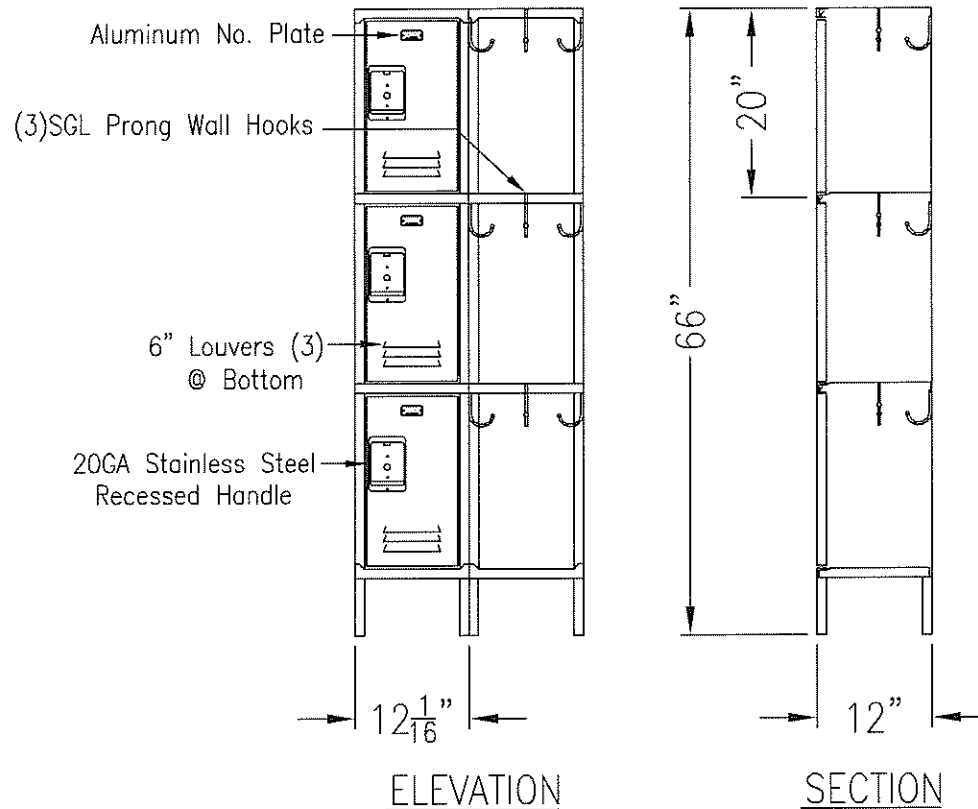 Aluminum No. Plate
(3)SGL Prong Wall Hooks
6" Louvers (3)
@ Bottom
20GA Stainless Steel
Recessed Handle
12 1/16"
ELEVATION
20"
66"
12"
SECTION